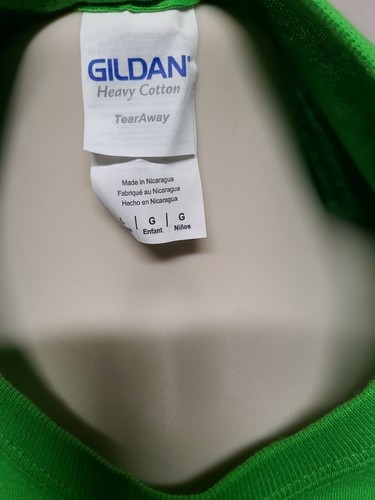 GILDAN®
Heavy Cotton
TearAway
Made in Nicaragua
Fabriqué au Nicaragua
Hecho en Nicaragua
L | G | G
Enfant Niños